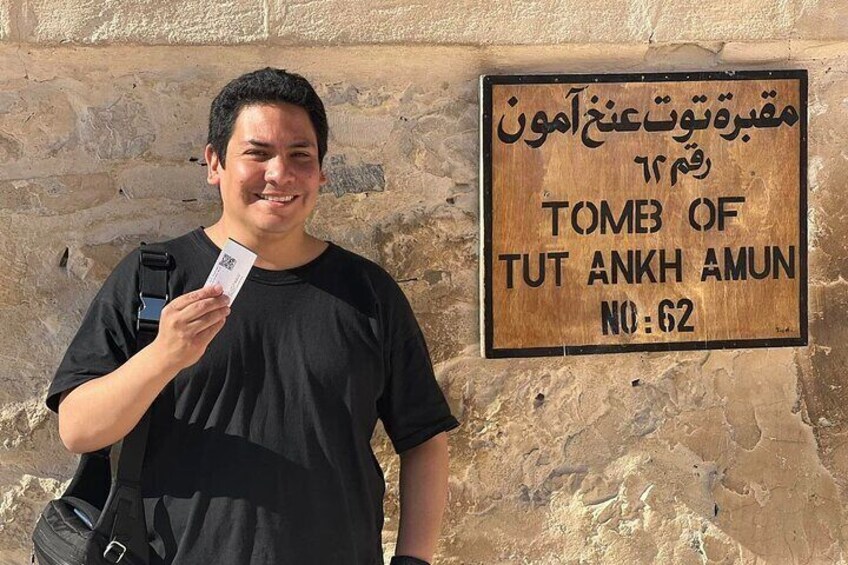 مقبرة توت عنخ آمون
رقم ٦٢
TOMB OF
TUT ANKH AMUN
NO: 62